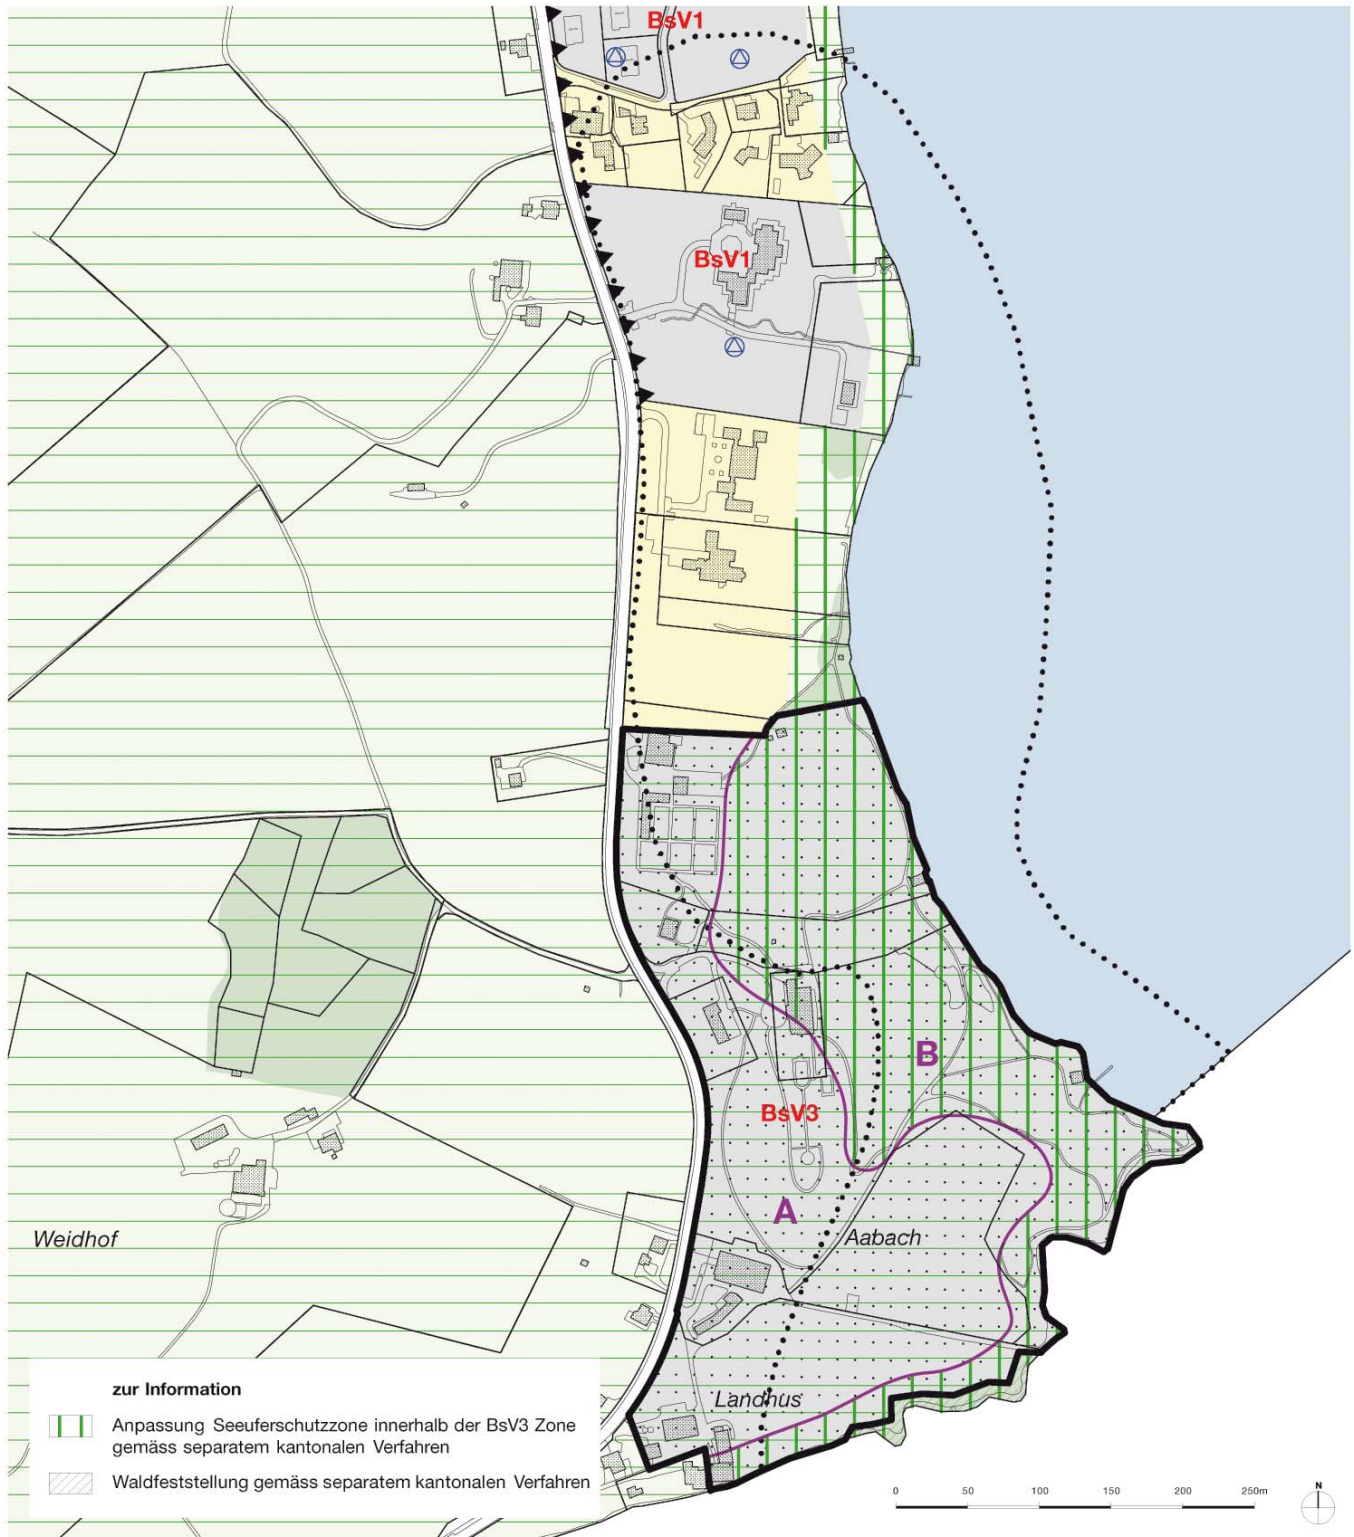 BsV1
BsV1
B
BsV3
A
Aabach
Weidhof
Landhus
zur Information
Anpassung Seeuferschutzzone innerhalb der BsV3 Zone
gemäss separatem kantonalen Verfahren
Waldfeststellung gemäss separatem kantonalen Verfahren
0 50 100 150 200 250m
N